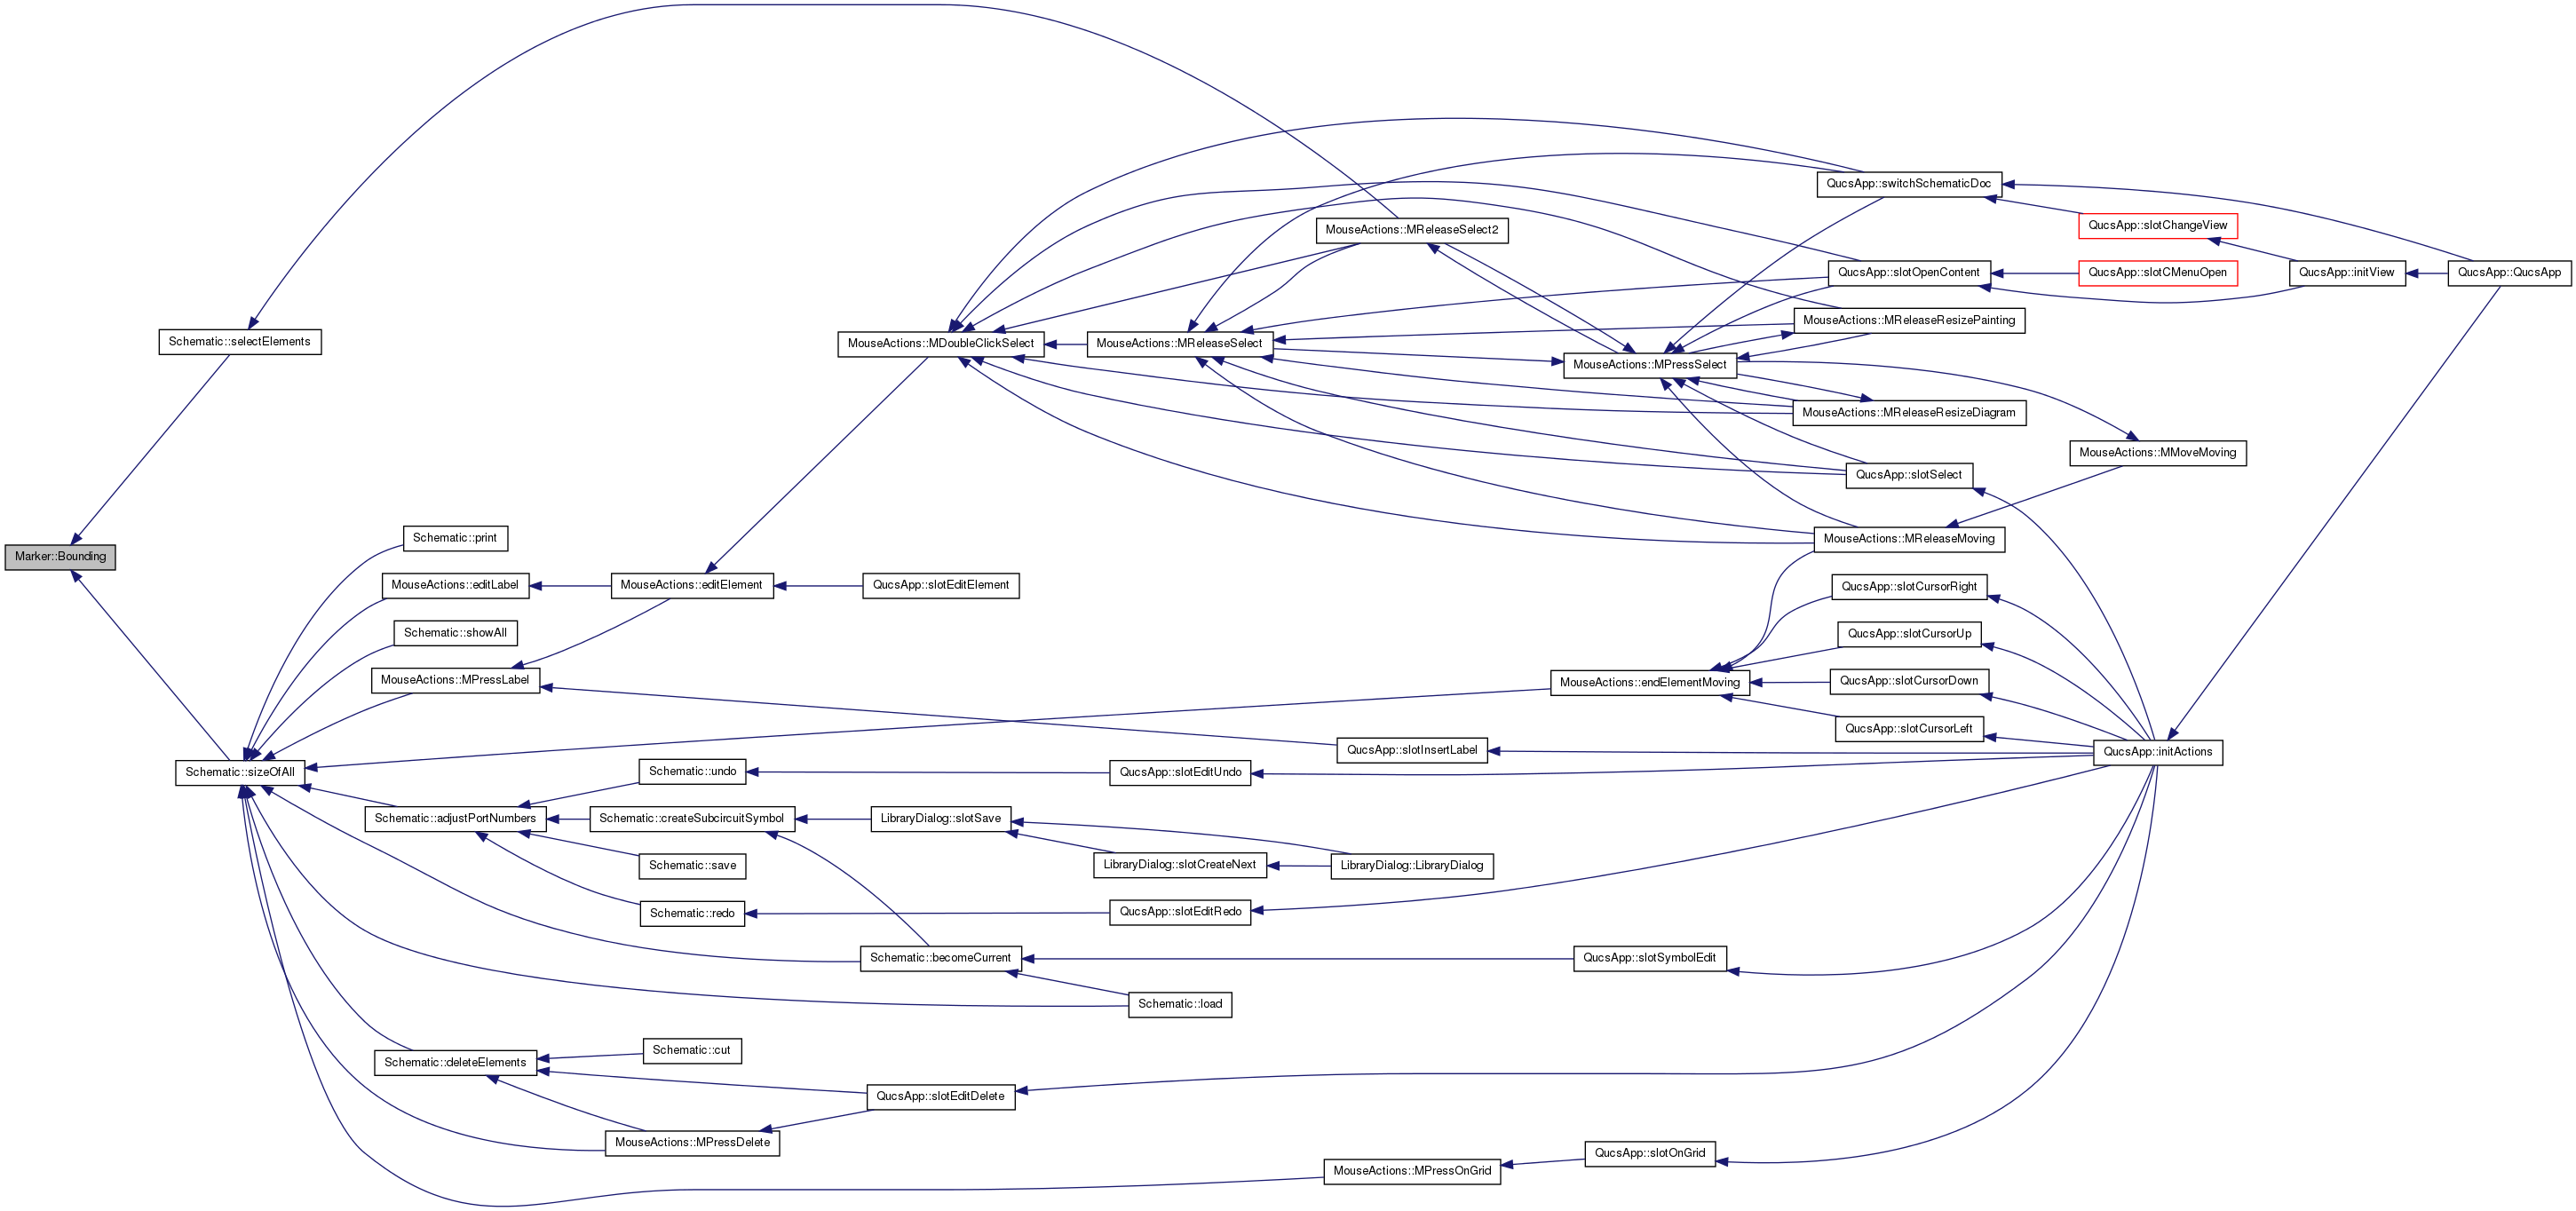 Marker::Bounding
Schematic::selectElements
Schematic::sizeOfAll
Schematic::print
MouseActions::editLabel
Schematic::showAll
MouseActions::MPressLabel
Schematic::adjustPortNumbers
Schematic::deleteElements
MouseActions::editElement
Schematic::undo
Schematic::createSubcircuitSymbol
Schematic::save
Schematic::redo
Schematic::cut
MouseActions::MPressDelete
MouseActions::MDoubleClickSelect
QucsApp::slotEditElement
LibraryDialog::slotSave
Schematic::becomeCurrent
QucsApp::slotEditDelete
MouseActions::MReleaseSelect
QucsApp::slotEditUndo
LibraryDialog::slotCreateNext
QucsApp::slotEditRedo
Schematic::load
MouseActions::MReleaseSelect2
QucsApp::slotInsertLabel
LibraryDialog::LibraryDialog
MouseActions::MPressOnGrid
MouseActions::MPressSelect
MouseActions::endElementMoving
QucsApp::slotSymbolEdit
QucsApp::slotOnGrid
QucsApp::switchSchematicDoc
QucsApp::slotOpenContent
MouseActions::MReleaseResizePainting
MouseActions::MReleaseResizeDiagram
QucsApp::slotSelect
MouseActions::MReleaseMoving
QucsApp::slotCursorRight
QucsApp::slotCursorUp
QucsApp::slotCursorDown
QucsApp::slotCursorLeft
QucsApp::slotChangeView
QucsApp::slotCMenuOpen
MouseActions::MMoveMoving
QucsApp::initActions
QucsApp::initView
QucsApp::QucsApp